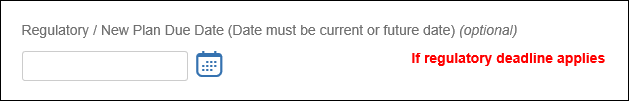 Regulatory / New Plan Due Date (Date must be current or future date) (optional)
If regulatory deadline applies